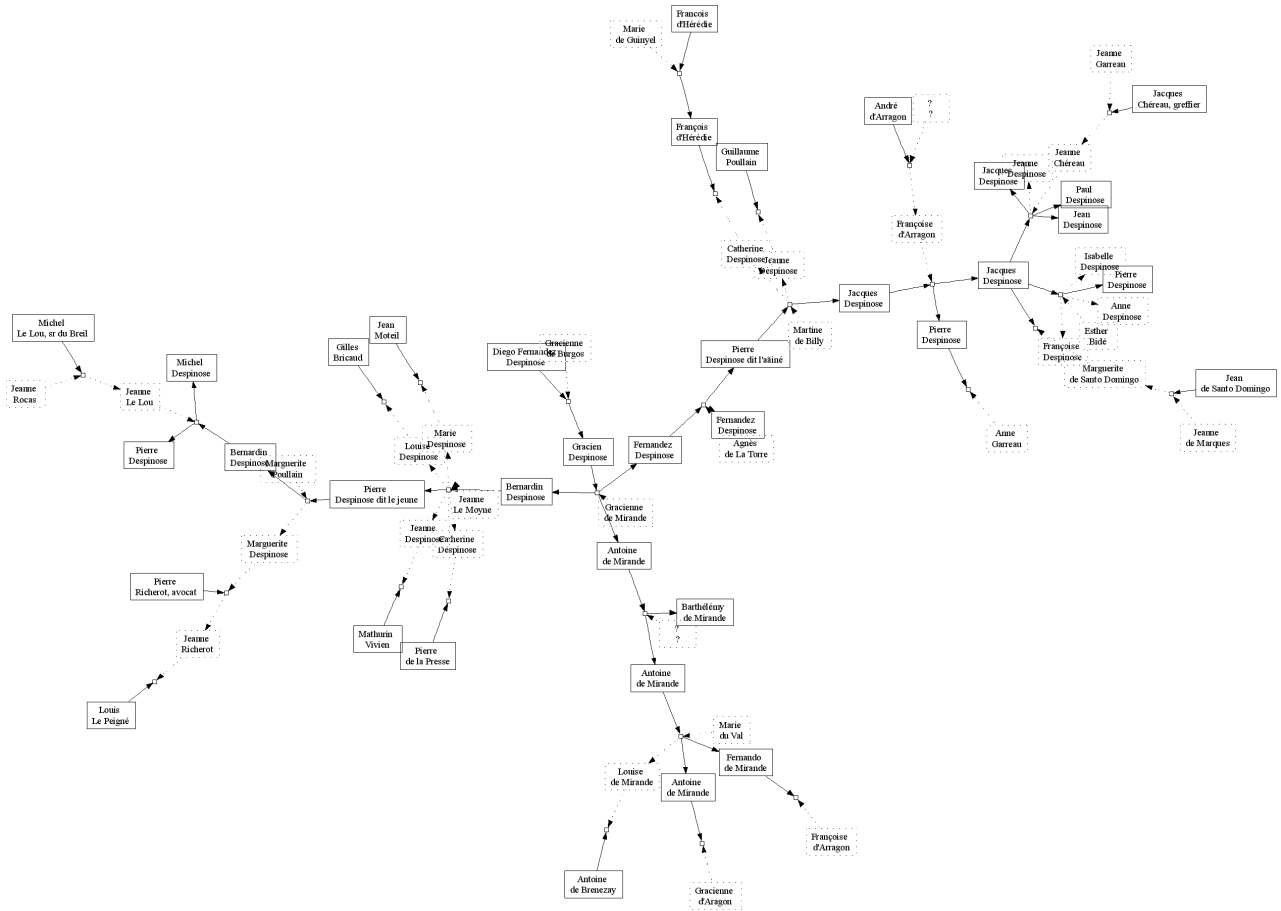 Francois
d'Hérédie
Marie
de Guinyel
Jeanne
Garreau
Jacques
Chéreau, greffier
André
d'Arragon
?
?
François
d'Hérédie
Guillaume
Poullain
Jeanne
Chéreau
Jeanne
Despinose
Jacques
Despinose
Paul
Despinose
Jean
Despinose
Françoise
d'Arragon
Catherine
Despinose
Jeanne
Despinose
Isabelle
Despinose
Pierre
Despinose
Jacques
Despinose
Jacques
Despinose
Anne
Despinose
Esther
Bidé
Martine
de Billy
Pierre
Despinose
Françoise
Despinose
Michel
Le Lou, sr du Breil
Jean
Moteil
Gilles
Bricaud
Gracienne
de Burgos
Diego Fernandez
Despinose
Pierre
Despinose dit l'aîné
Marguerite
de Santo Domingo
Jean
de Santo Domingo
Michel
Despinose
Jeanne
Rocas
Jeanne
Le Lou
Fernandez
Despinose
Agnès
de La Torre
Jeanne
de Marques
Anne
Garreau
Marie
Despinose
Louise
Despinose
Gracien
Despinose
Fernandez
Despinose
Pierre
Despinose
Bernardin
Despinose
Marguerite
Poullain
Pierre
Despinose dit le jeune
Bernardin
Despinose
Jeanne
Le Moyne
Gracienne
de Mirande
Jeanne
Despinose
Catherine
Despinose
Marguerite
Despinose
Antoine
de Mirande
Pierre
Richerot, avocat
Barthélémy
de Mirande
?
?
Jeanne
Richerot
Mathurin
Vivien
Pierre
de la Presse
Antoine
de Mirande
Louis
Le Peigné
Marie
du Val
Fernando
de Mirande
Louise
de Mirande
Antoine
de Mirande
Françoise
d'Arragon
Antoine
de Brenezay
Gracienne
d'Aragon